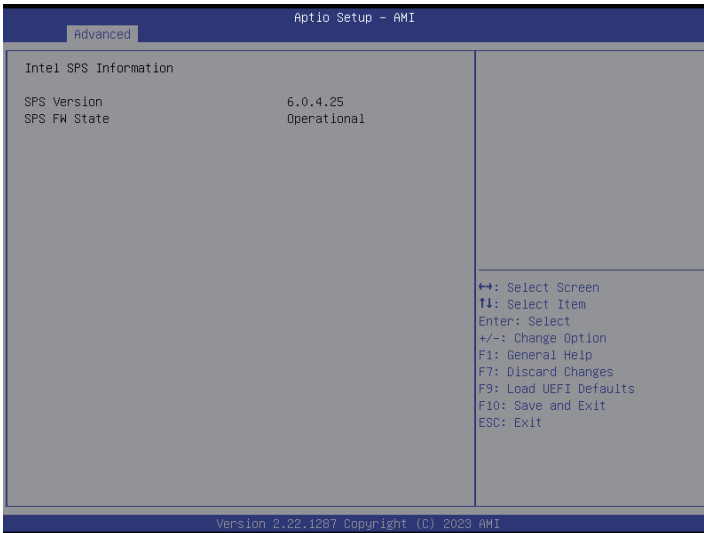 Aptio Setup – AMI
Advanced
Intel SPS Information
SPS Version 6.0.4.25
SPS FW State Operational
↔: Select Screen
↑↓: Select Item
Enter: Select
+/-: Change Option
F1: General Help
F7: Discard Changes
F9: Load UEFI Defaults
F10: Save and Exit
ESC: Exit
Version 2.22.1287 Copyright (C) 2023 AMI